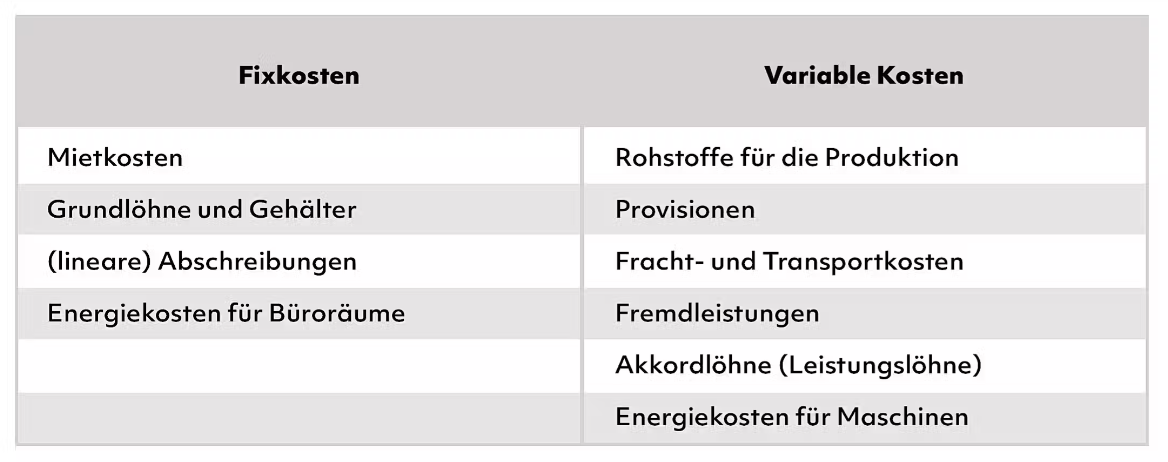 Fixkosten
Variable Kosten
Mietkosten
Rohstoffe für die Produktion
Grundlöhne und Gehälter
Provisionen
(lineare) Abschreibungen
Fracht- und Transportkosten
Energiekosten für Büroräume
Fremdleistungen
Akkordlöhne (Leistungslöhne)
Energiekosten für Maschinen